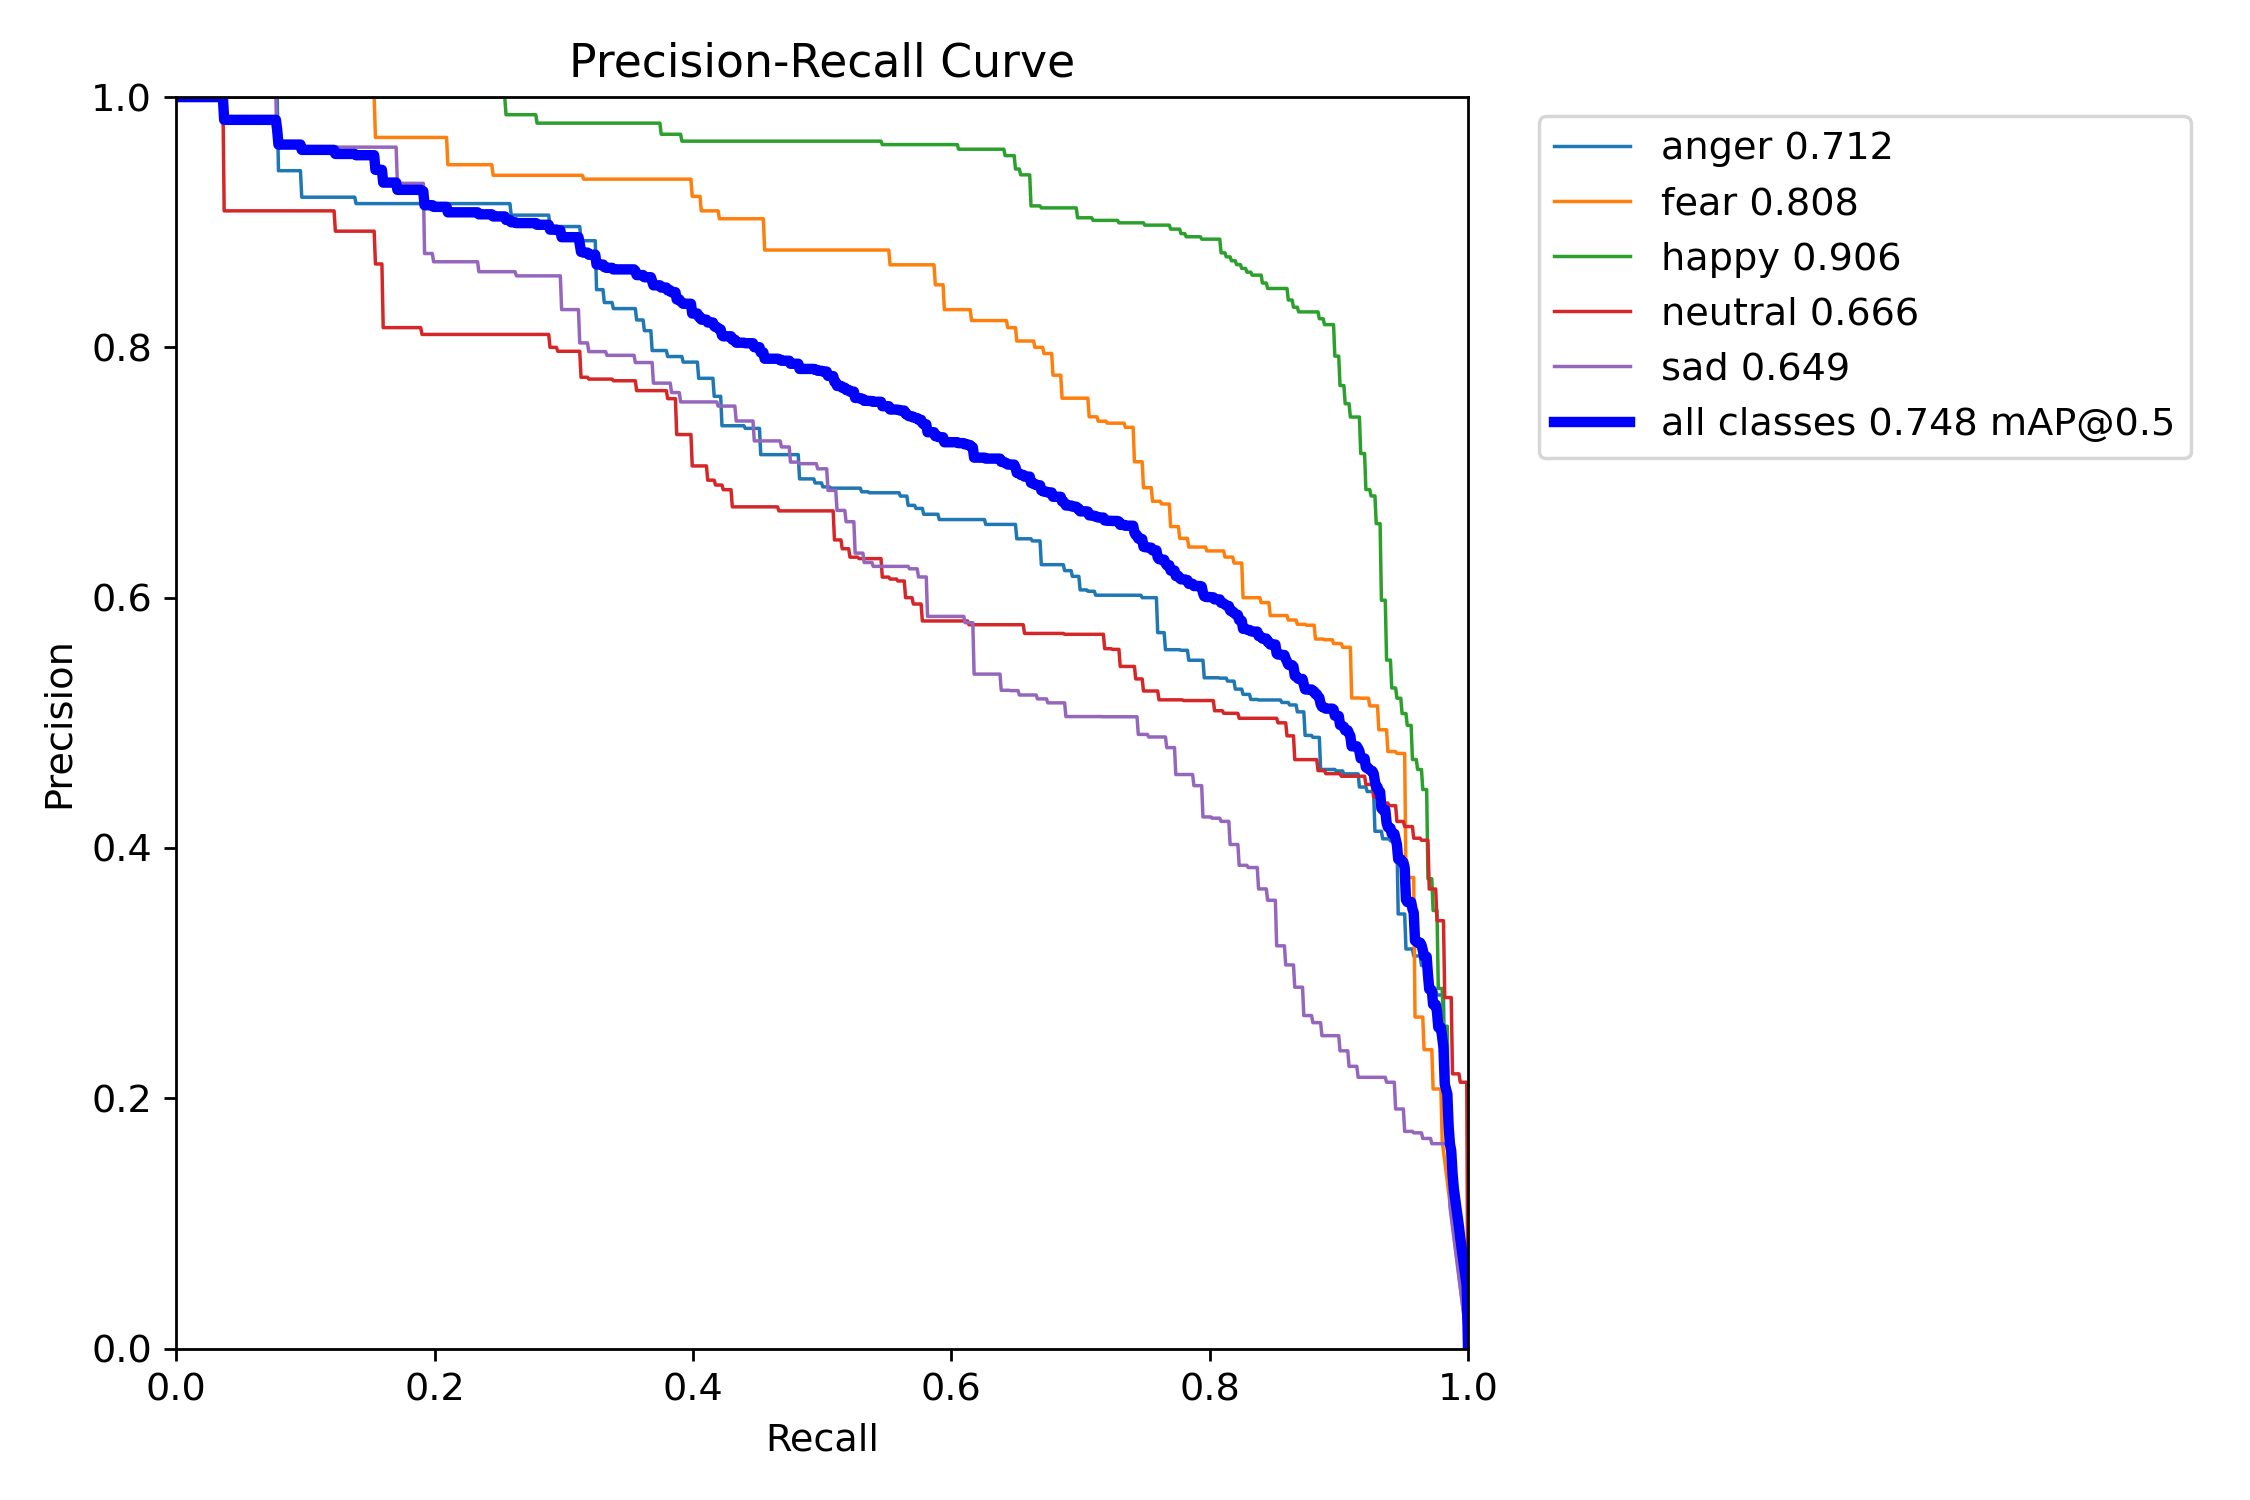 Precision-Recall Curve
1.0
0.8
0.6
0.4
0.2
0.0
Precision
0.0 0.2 0.4 0.6 0.8 1.0
Recall
anger 0.712
fear 0.808
happy 0.906
neutral 0.666
sad 0.649
all classes 0.748 mAP@0.5